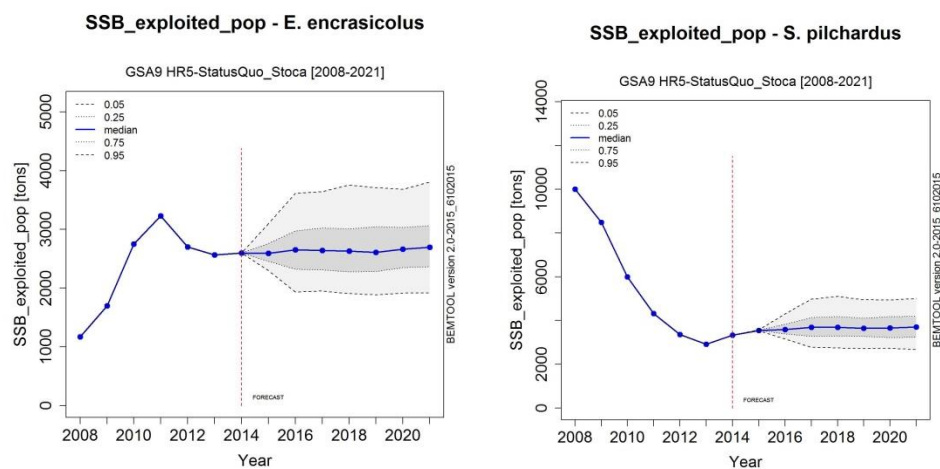 SSB_exploited_pop - E. encrasicolus
GSA9 HR5-StatusQuo_Stoca [2008-2021]
0.05
0.25
median
0.75
0.95
5000
4000
3000
2000
1000
0
SSB_exploited_pop [tons]
FORECAST
BEMTOOL version 2.0-2015_6102015
2008 2010 2012 2014 2016 2018 2020
Year
SSB_exploited_pop - S. pilchardus
GSA9 HR5-StatusQuo_Stoca [2008-2021]
0.05
0.25
median
0.75
0.95
14000
10000
6000
4000
2000
0
SSB_exploited_pop [tons]
FORECAST
BEMTOOL version 2.0-2015_6102015
2008 2010 2012 2014 2016 2018 2020
Year